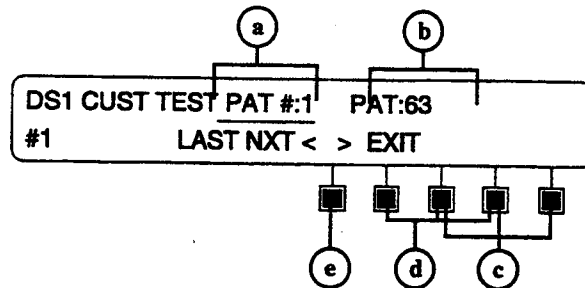 a b
DS1 CUST TEST PAT #:1 PAT:63
#1 LAST NXT < > EXIT
e d c